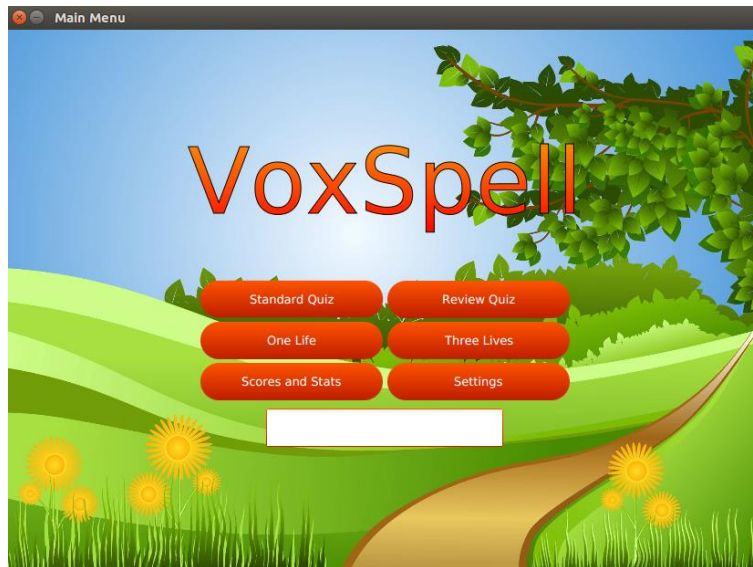 Main Menu
VoxSpell
Standard Quiz
Review Quiz
One Life
Three Lives
Scores and Stats
Settings